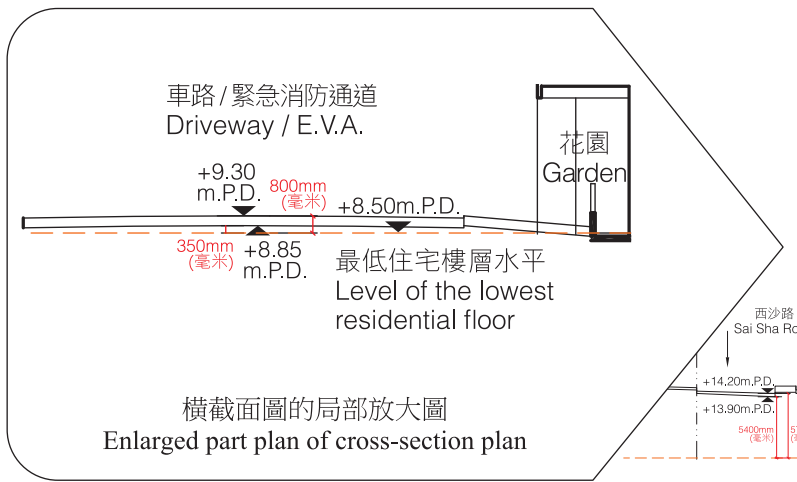 車路 / 緊急消防通道
Driveway / E.V.A.
花園
Garden
+9.30
m.P.D.
800mm
(毫米)
+8.50m.P.D.
350mm
(毫米)
+8.85
m.P.D.
最低住宅樓層水平
Level of the lowest
residential floor
西沙路
Sai Sha Ro
+14.20m.P.D.
+13.90m.P.D.
5400mm
(毫米)
橫截面圖的局部放大圖
Enlarged part plan of cross-section plan